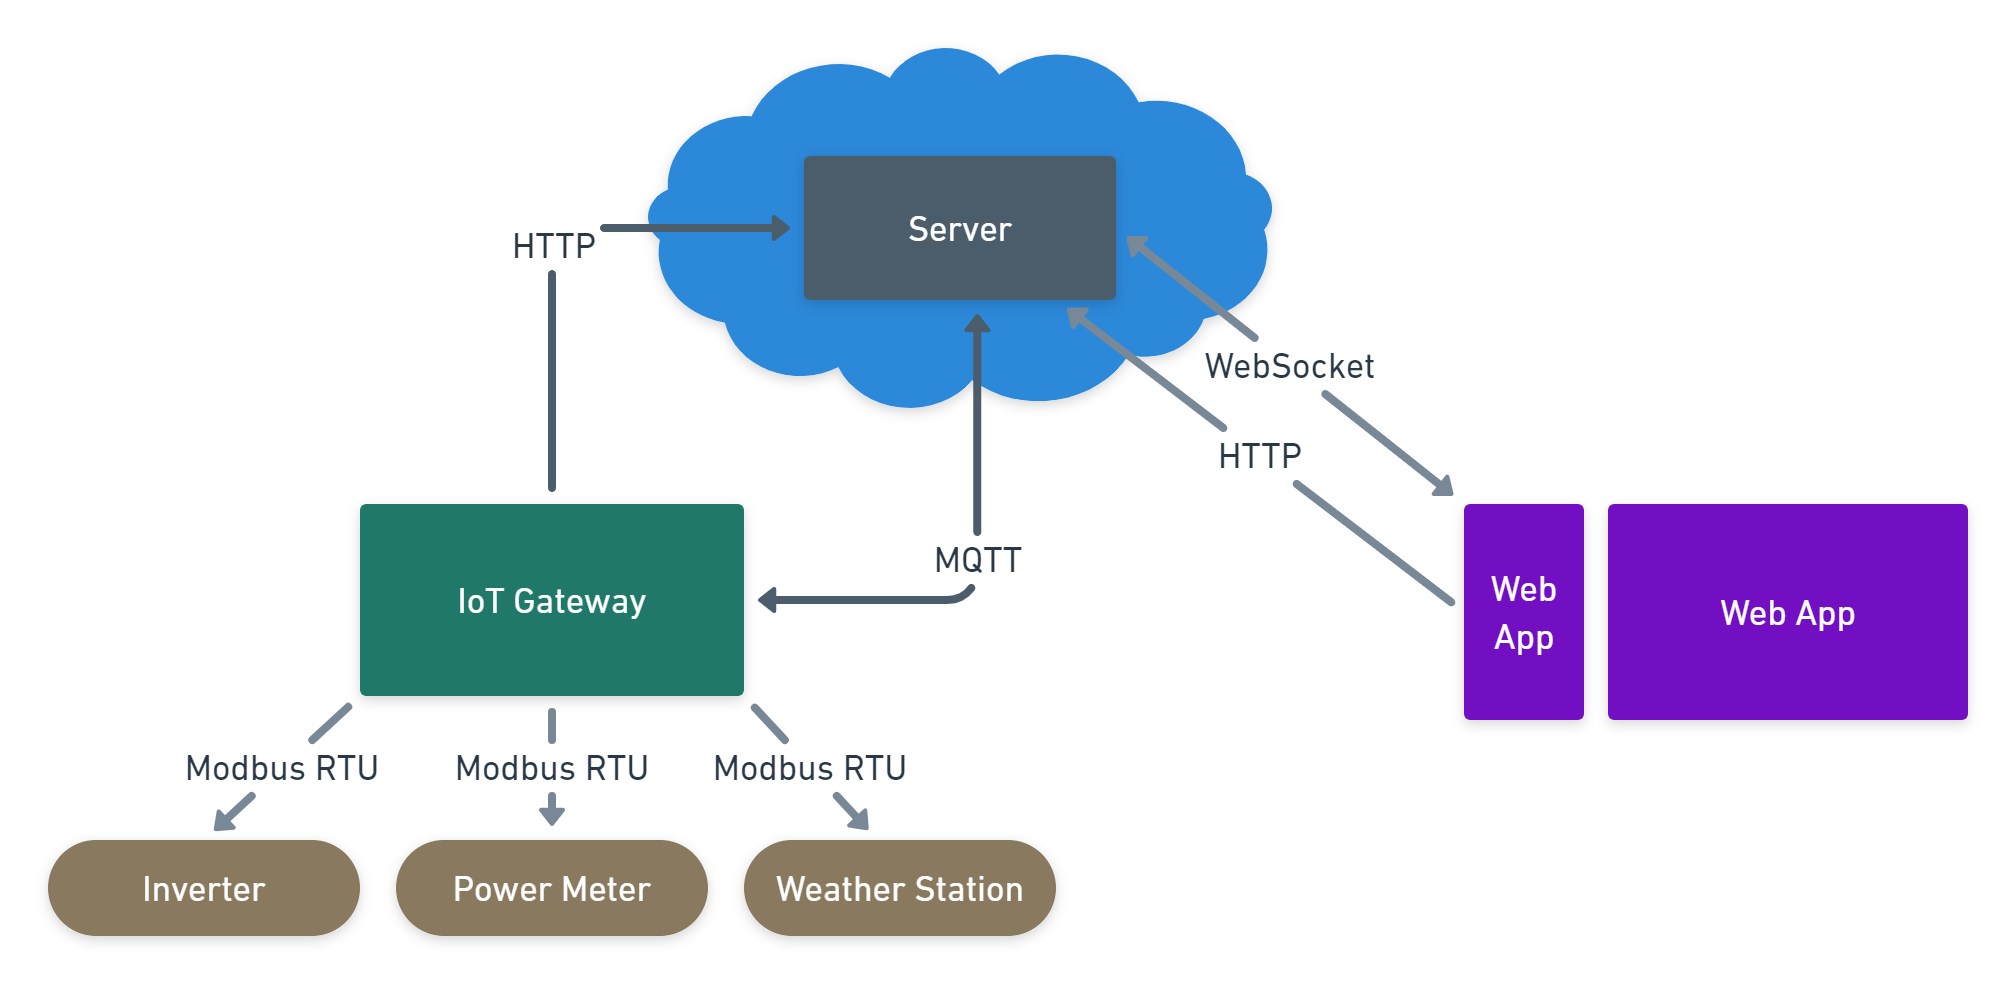 Server
HTTP
WebSocket
HTTP
MQTT
IoT Gateway
Web
App
Web App
Modbus RTU
Modbus RTU
Modbus RTU
Inverter
Power Meter
Weather Station